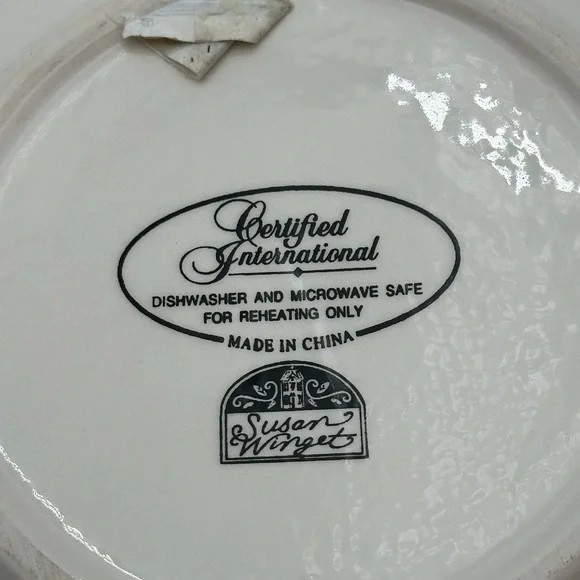 Certified
International
DISHWASHER AND MICROWAVE SAFE
FOR REHEATING ONLY
MADE IN CHINA
Susan
Winget